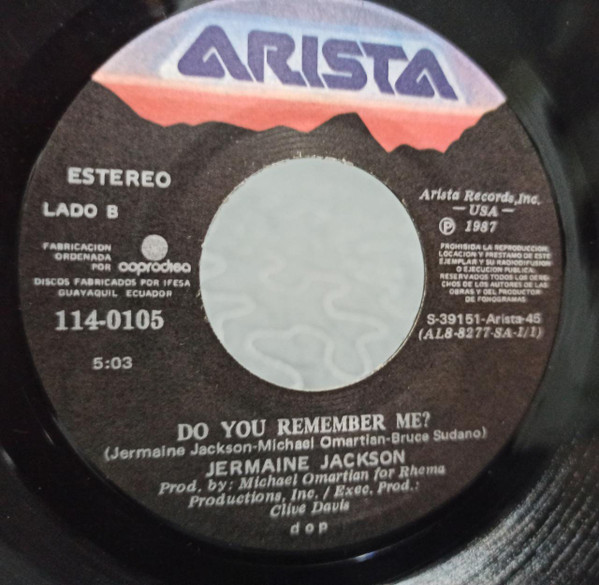 ARISTA
ESTEREO
LADO B
FABRICACION
ORDENADA
POR coprodisa
DISCOS FABRICADOS POR IFESA
GUAYAQUIL ECUADOR
114-0105
5:03
Arista Records,Inc.
— USA —
Ⓟ 1987
PROHIBIDA LA REPRODUCCION,
LOCACION Y PRESTAMO DE ESTE
EJEMPLAR Y SU RADIODIFUSION
O EJECUCION PUBLICA.
RESERVADOS TODOS LOS DERE-
CHOS DE LOS AUTORES DE LAS
OBRAS Y DEL PRODUCTOR
DE FONOGRAMAS.
S-39151-Arista-45
(AL8-8277-SA-1/1)
DO YOU REMEMBER ME?
(Jermaine Jackson-Michael Omartian-Bruce Sudano)
JERMAINE JACKSON
Prod. by: Michael Omartian for Rhema
Productions, Inc. / Exec. Prod.:
Clive Davis
dop